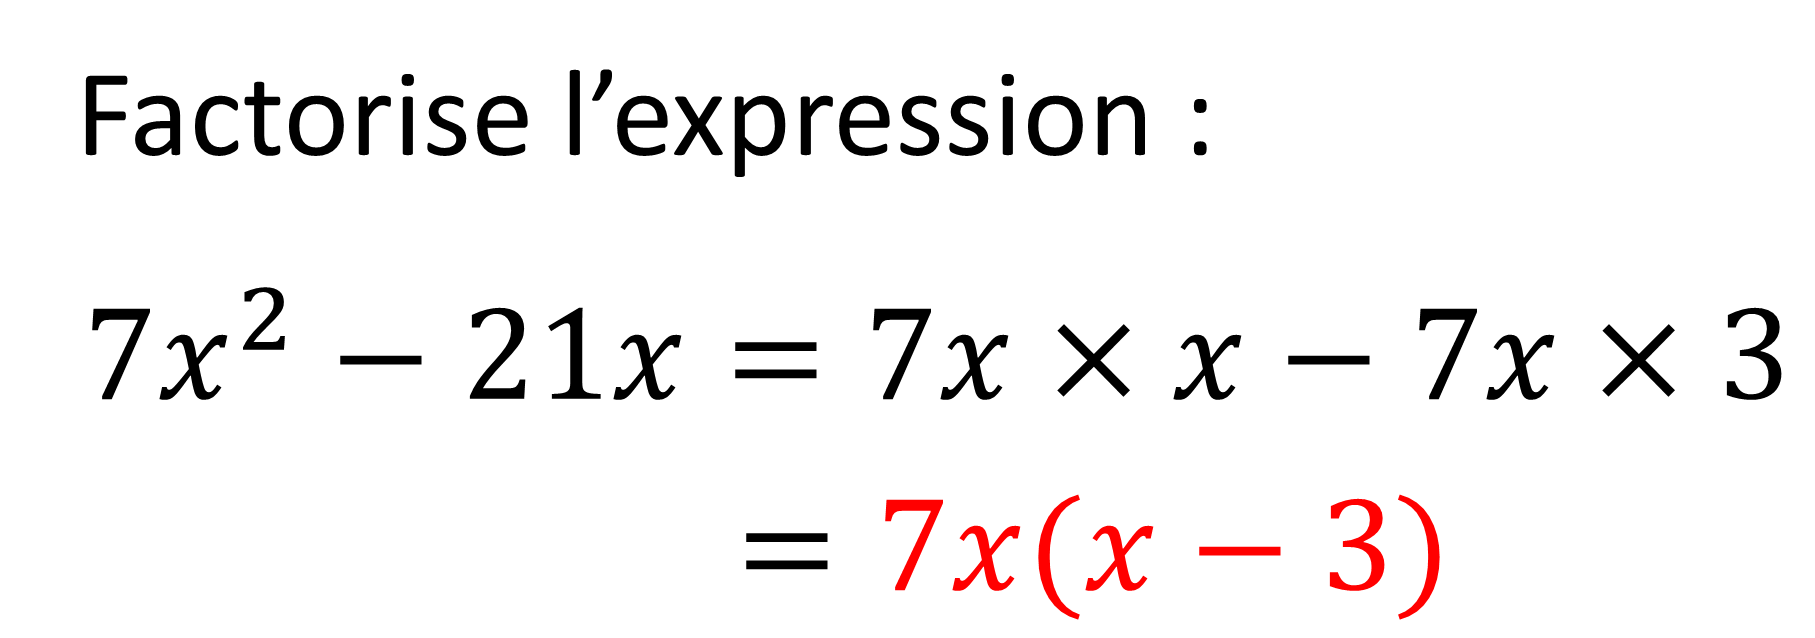 Factorise l’expression :
7x² − 21x = 7x × x − 7x × 3
= 7x(x − 3)